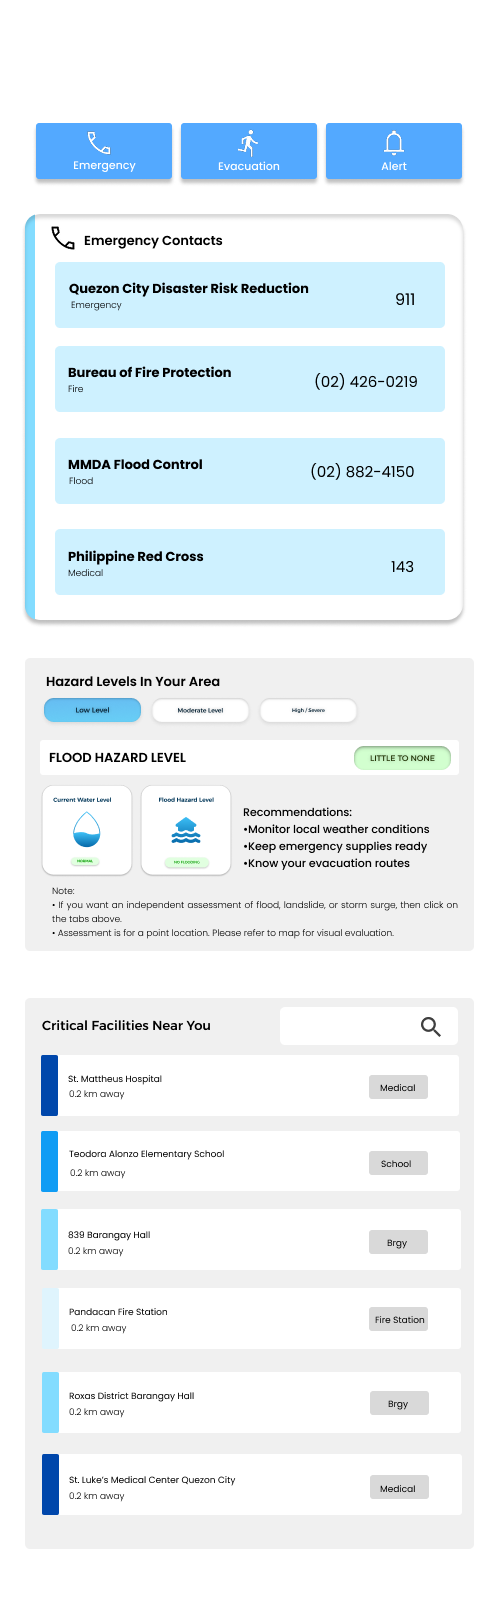 Emergency
Evacuation
Alert
Emergency Contacts
Quezon City Disaster Risk Reduction
Emergency
911
Bureau of Fire Protection
Fire
(02) 426-0219
MMDA Flood Control
Flood
(02) 882-4150
Philippine Red Cross
Medical
143
Hazard Levels In Your Area
Low Level
Moderate Level
High / Severe
FLOOD HAZARD LEVEL
LITTLE TO NONE
Current Water Level
NORMAL
Flood Hazard Level
NO FLOODING
Recommendations:
•Monitor local weather conditions
•Keep emergency supplies ready
•Know your evacuation routes
Note:
• If you want an independent assessment of flood, landslide, or storm surge, then click on
the tabs above.
• Assessment is for a point location. Please refer to map for visual evaluation.
Critical Facilities Near You
St. Mattheus Hospital
0.2 km away
Medical
Teodora Alonzo Elementary School
0.2 km away
School
839 Barangay Hall
0.2 km away
Brgy
Pandacan Fire Station
0.2 km away
Fire Station
Roxas District Barangay Hall
0.2 km away
Brgy
St. Luke's Medical Center Quezon City
0.2 km away
Medical